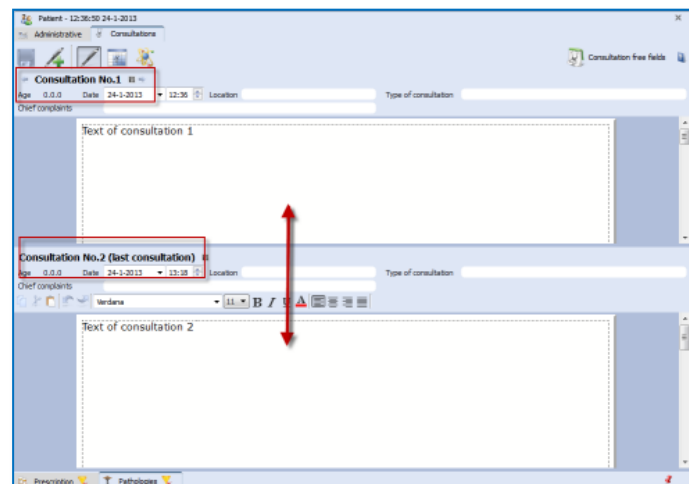 Patient - 12:36:50 24-1-2013
Administrative Consultations
Consultation free fields
Consultation No.1
Age 0.0.0 Date 24-1-2013 12:36 Location Type of consultation
Chief complaints
Text of consultation 1
Consultation No.2 (last consultation)
Age 0.0.0 Date 24-1-2013 13:18 Location Type of consultation
Chief complaints
Verdana 11 B I U A
Text of consultation 2
Prescription Pathologies